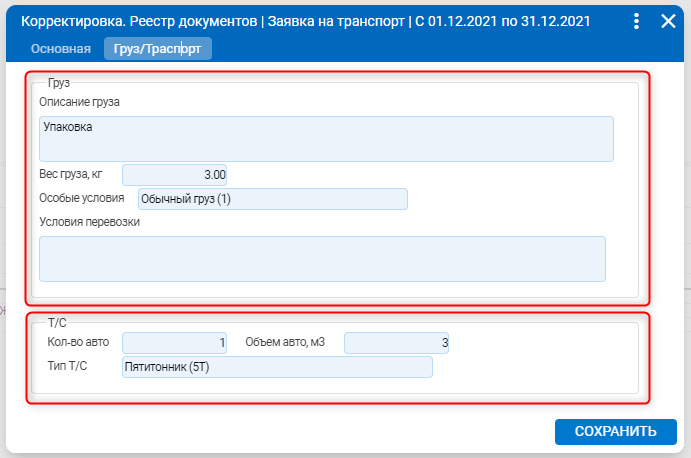 Корректировка. Реестр документов | Заявка на транспорт | С 01.12.2021 по 31.12.2021
Основная Груз/Траспорт
Груз
Описание груза
Упаковка
Вес груза, кг 3.00
Особые условия Обычный груз (1)
Условия перевозки
Т/С
Кол-во авто 1 Объем авто, м3 3
Тип Т/С Пятитонник (5Т)
СОХРАНИТЬ